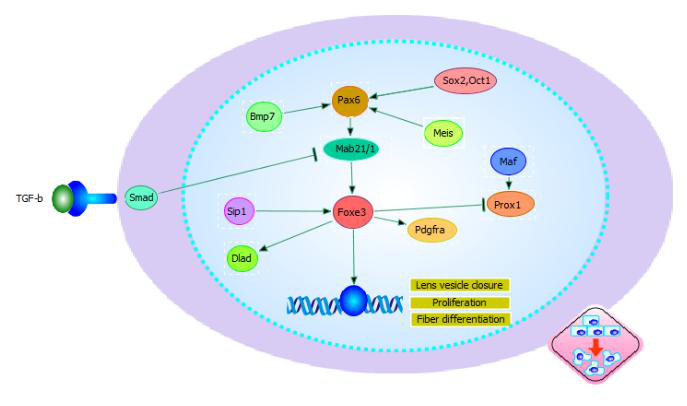 Sox2,Oct1
Pax6
Bmp7
Meis
Mab21/1
Maf
TGF-b
Smad
Sip1
Foxe3
Prox1
Pdgfra
Dlad
Lens vesicle dosure
Proliferation
Fiber differentiation